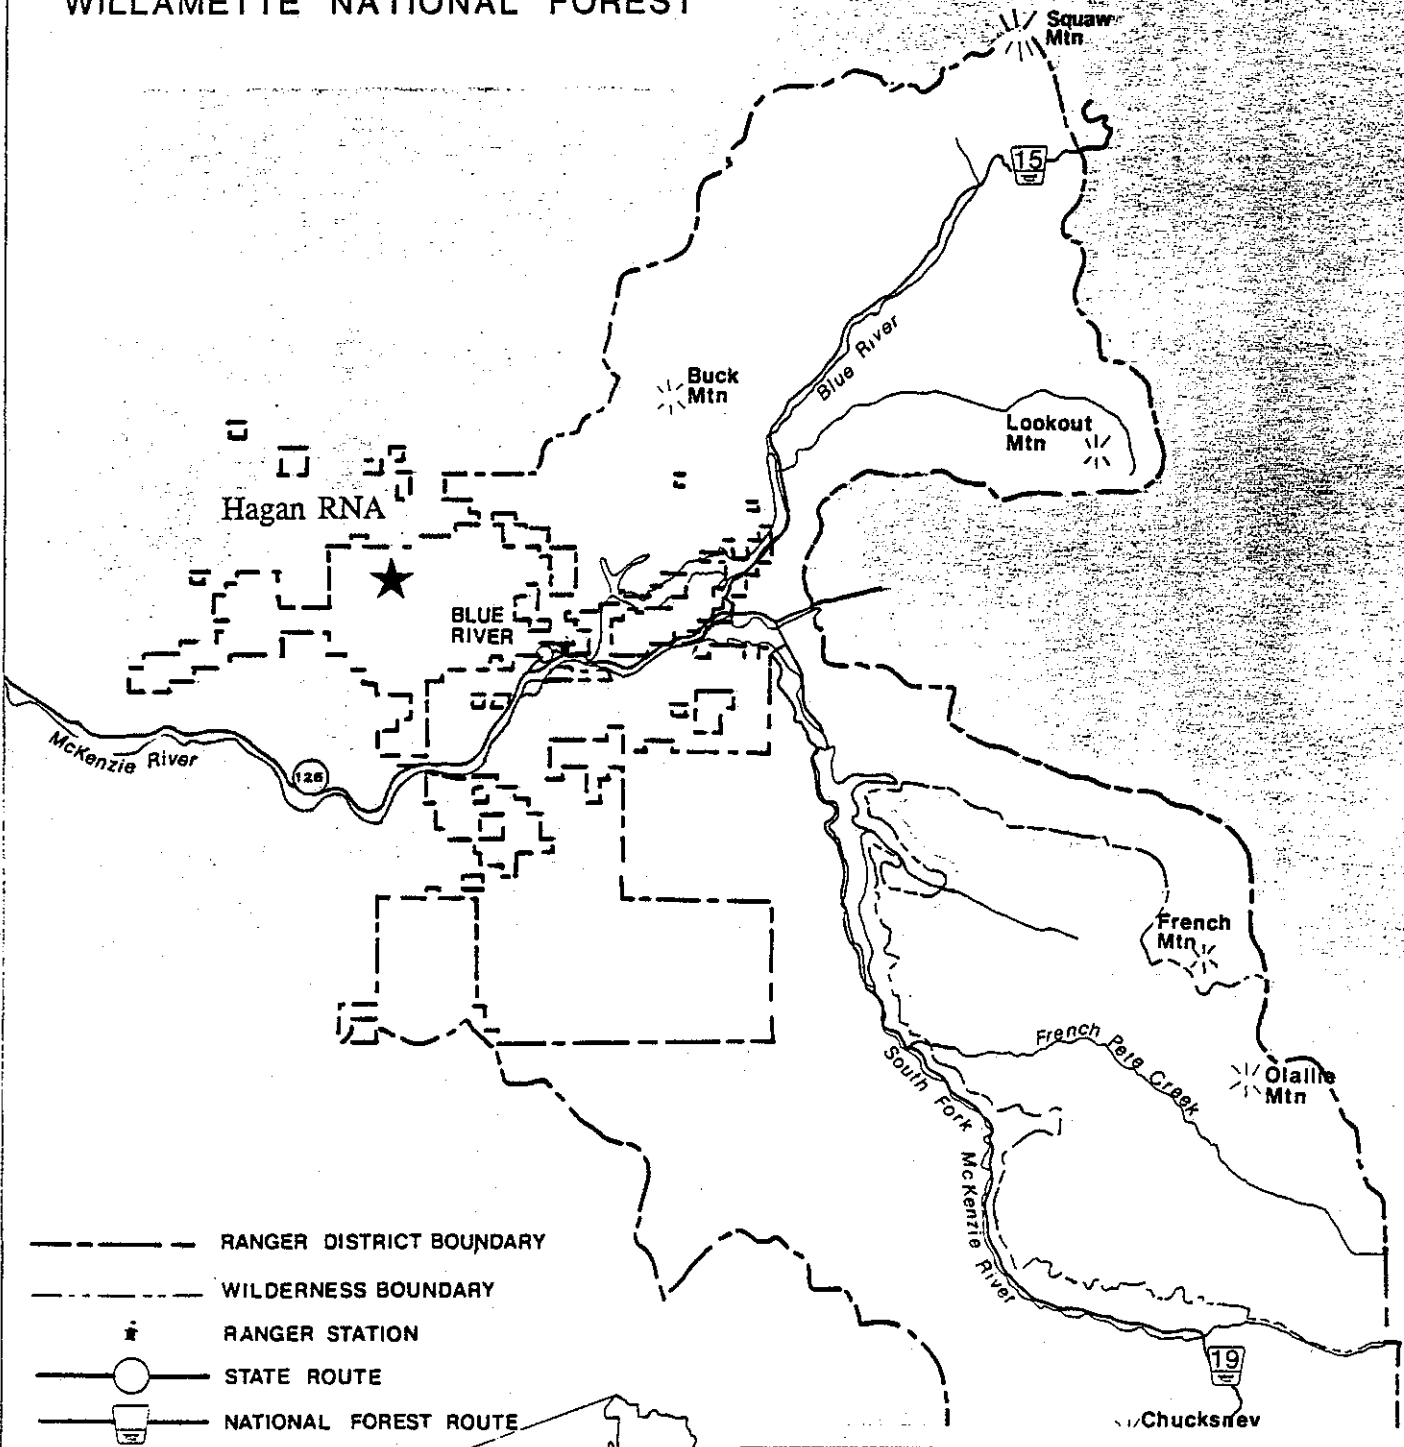 WILLAMETTE NATIONAL FOREST
Squaw
Mtn
15
Blue River
Buck
Mtn
Lookout
Mtn
Hagan RNA
BLUE
RIVER
McKenzie River
126
French
Mtn
French Pete Creek
Olallie
Mtn
South Fork McKenzie River
RANGER DISTRICT BOUNDARY
WILDERNESS BOUNDARY
RANGER STATION
STATE ROUTE
NATIONAL FOREST ROUTE
19
Chucksney